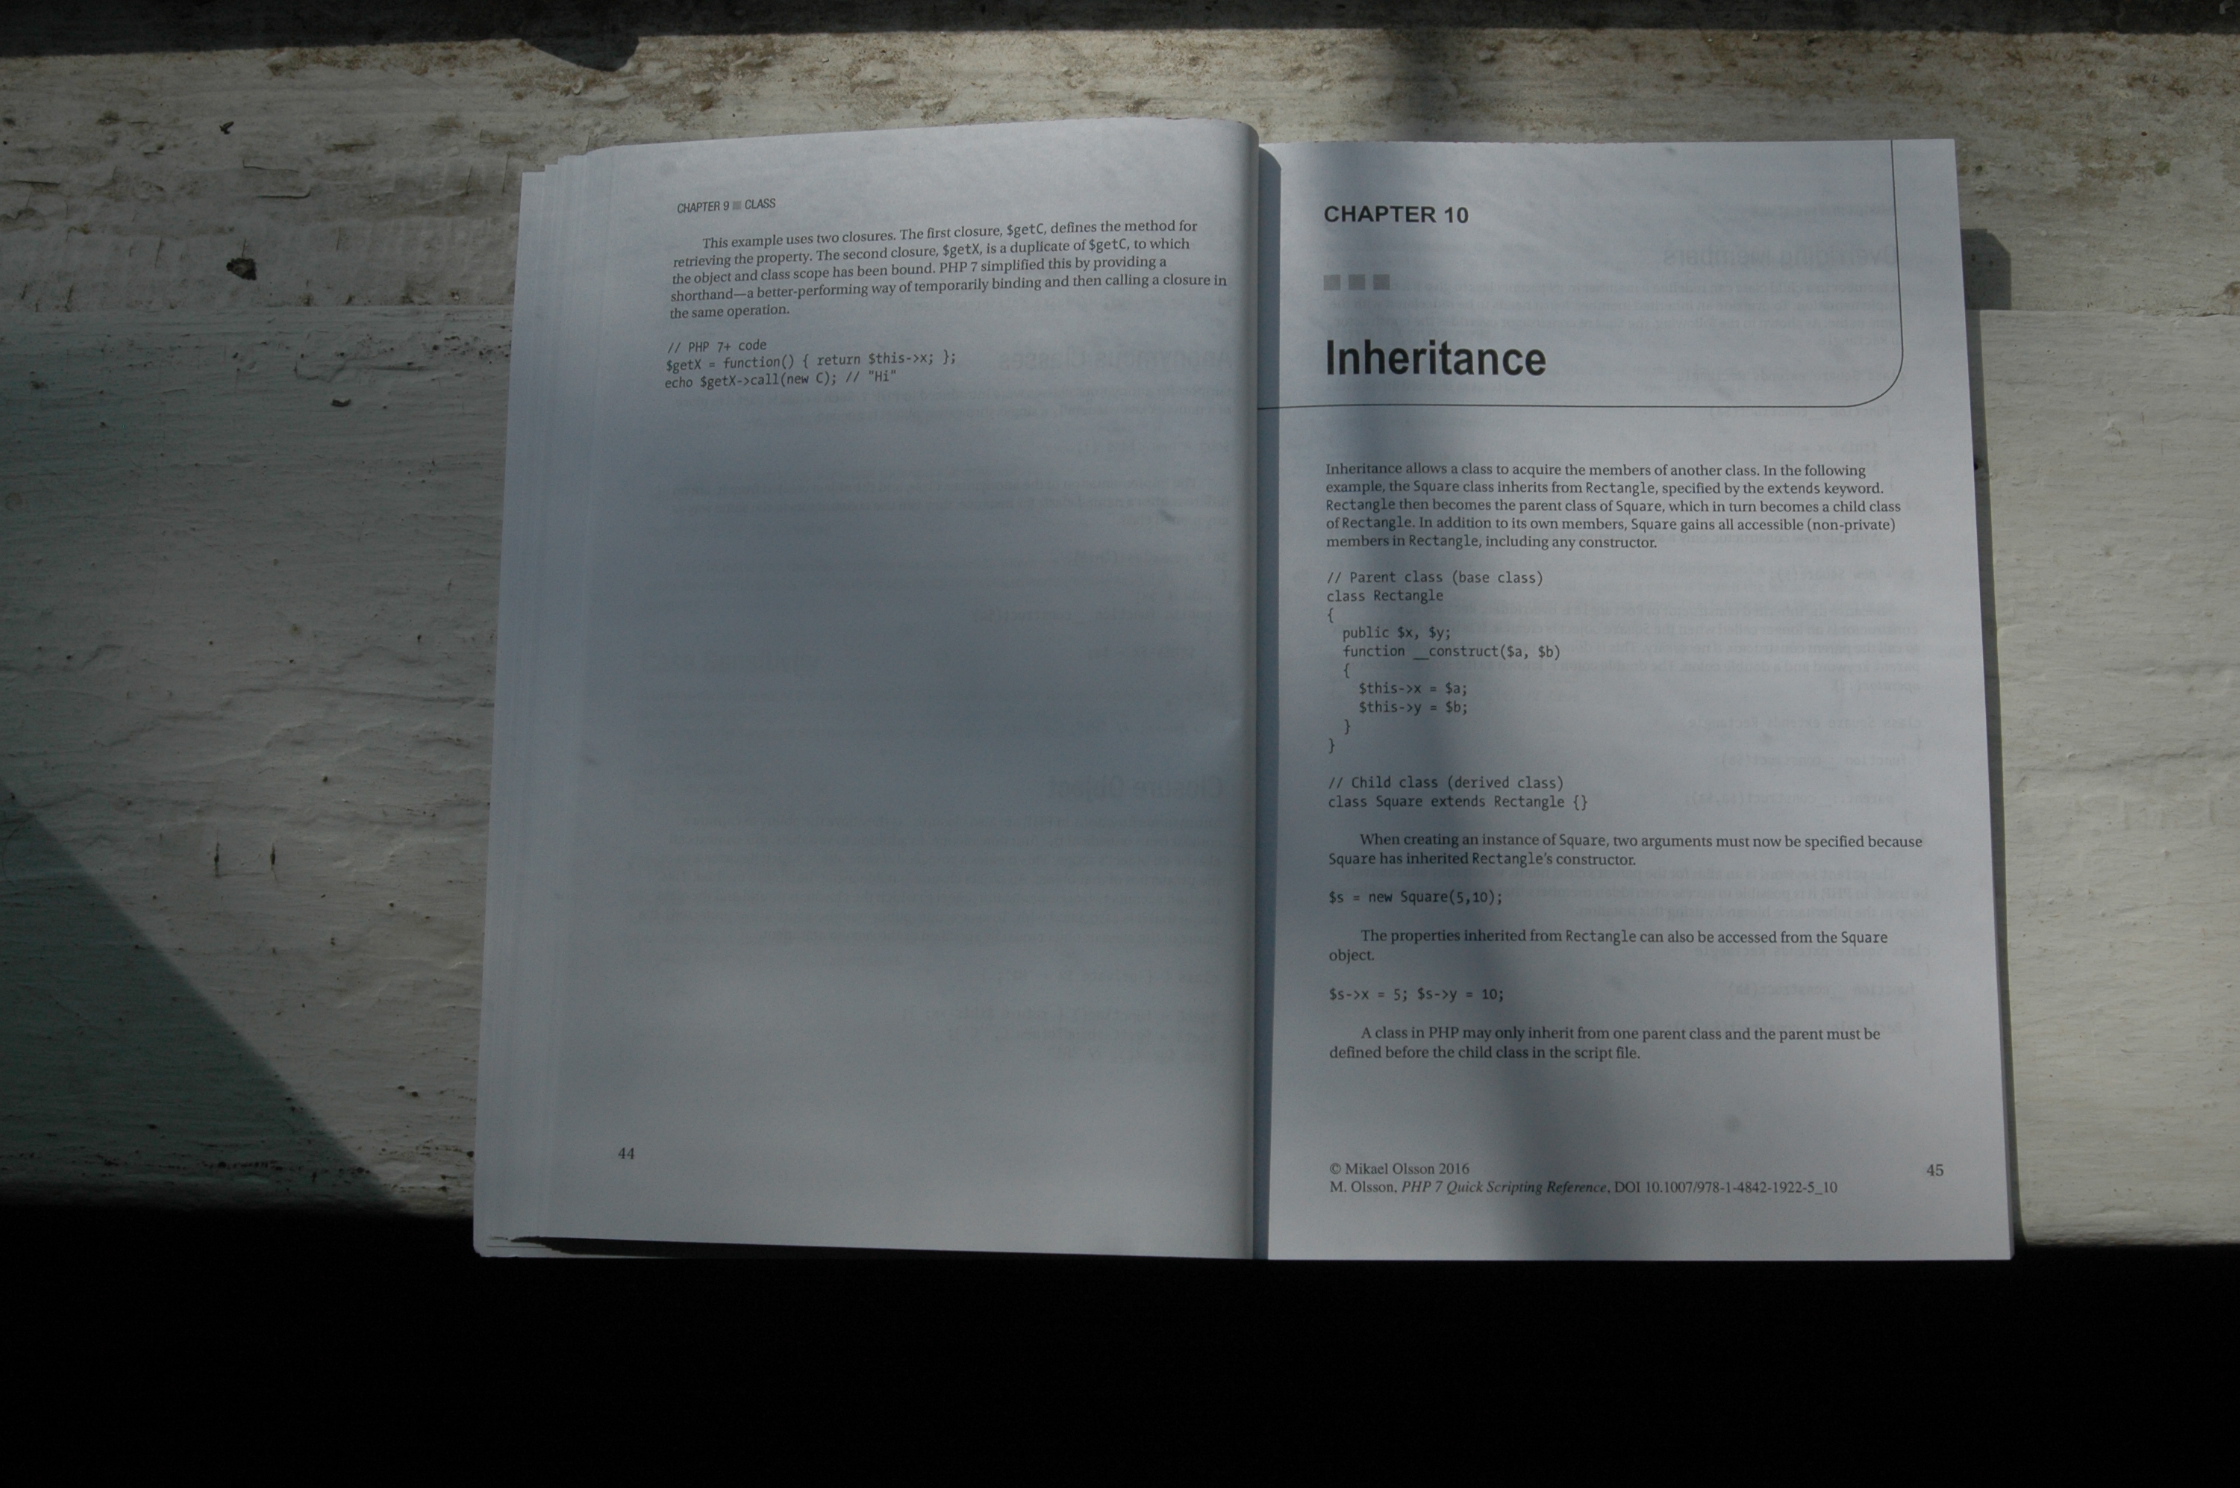 CHAPTER 9 ■ CLASS
This example uses two closures. The first closure, $getC, defines the method for
retrieving the property. The second closure, $getX, is a duplicate of $getC, to which
the object and class scope has been bound. PHP 7 simplified this by providing a
shorthand—a better-performing way of temporarily binding and then calling a closure in
the same operation.
// PHP 7+ code
$getX = function() { return $this->x; };
echo $getX->call(new C); // "Hi"
44
CHAPTER 10
■ ■ ■
Inheritance
Inheritance allows a class to acquire the members of another class. In the following
example, the Square class inherits from Rectangle, specified by the extends keyword.
Rectangle then becomes the parent class of Square, which in turn becomes a child class
of Rectangle. In addition to its own members, Square gains all accessible (non-private)
members in Rectangle, including any constructor.
// Parent class (base class)
class Rectangle
{
public $x, $y;
function __construct($a, $b)
{
$this->x = $a;
$this->y = $b;
}
}
// Child class (derived class)
class Square extends Rectangle {}
When creating an instance of Square, two arguments must now be specified because
Square has inherited Rectangle's constructor.
$s = new Square(5,10);
The properties inherited from Rectangle can also be accessed from the Square
object.
$s->x = 5; $s->y = 10;
A class in PHP may only inherit from one parent class and the parent must be
defined before the child class in the script file.
© Mikael Olsson 2016
M. Olsson, PHP 7 Quick Scripting Reference, DOI 10.1007/978-1-4842-1922-5_10
45